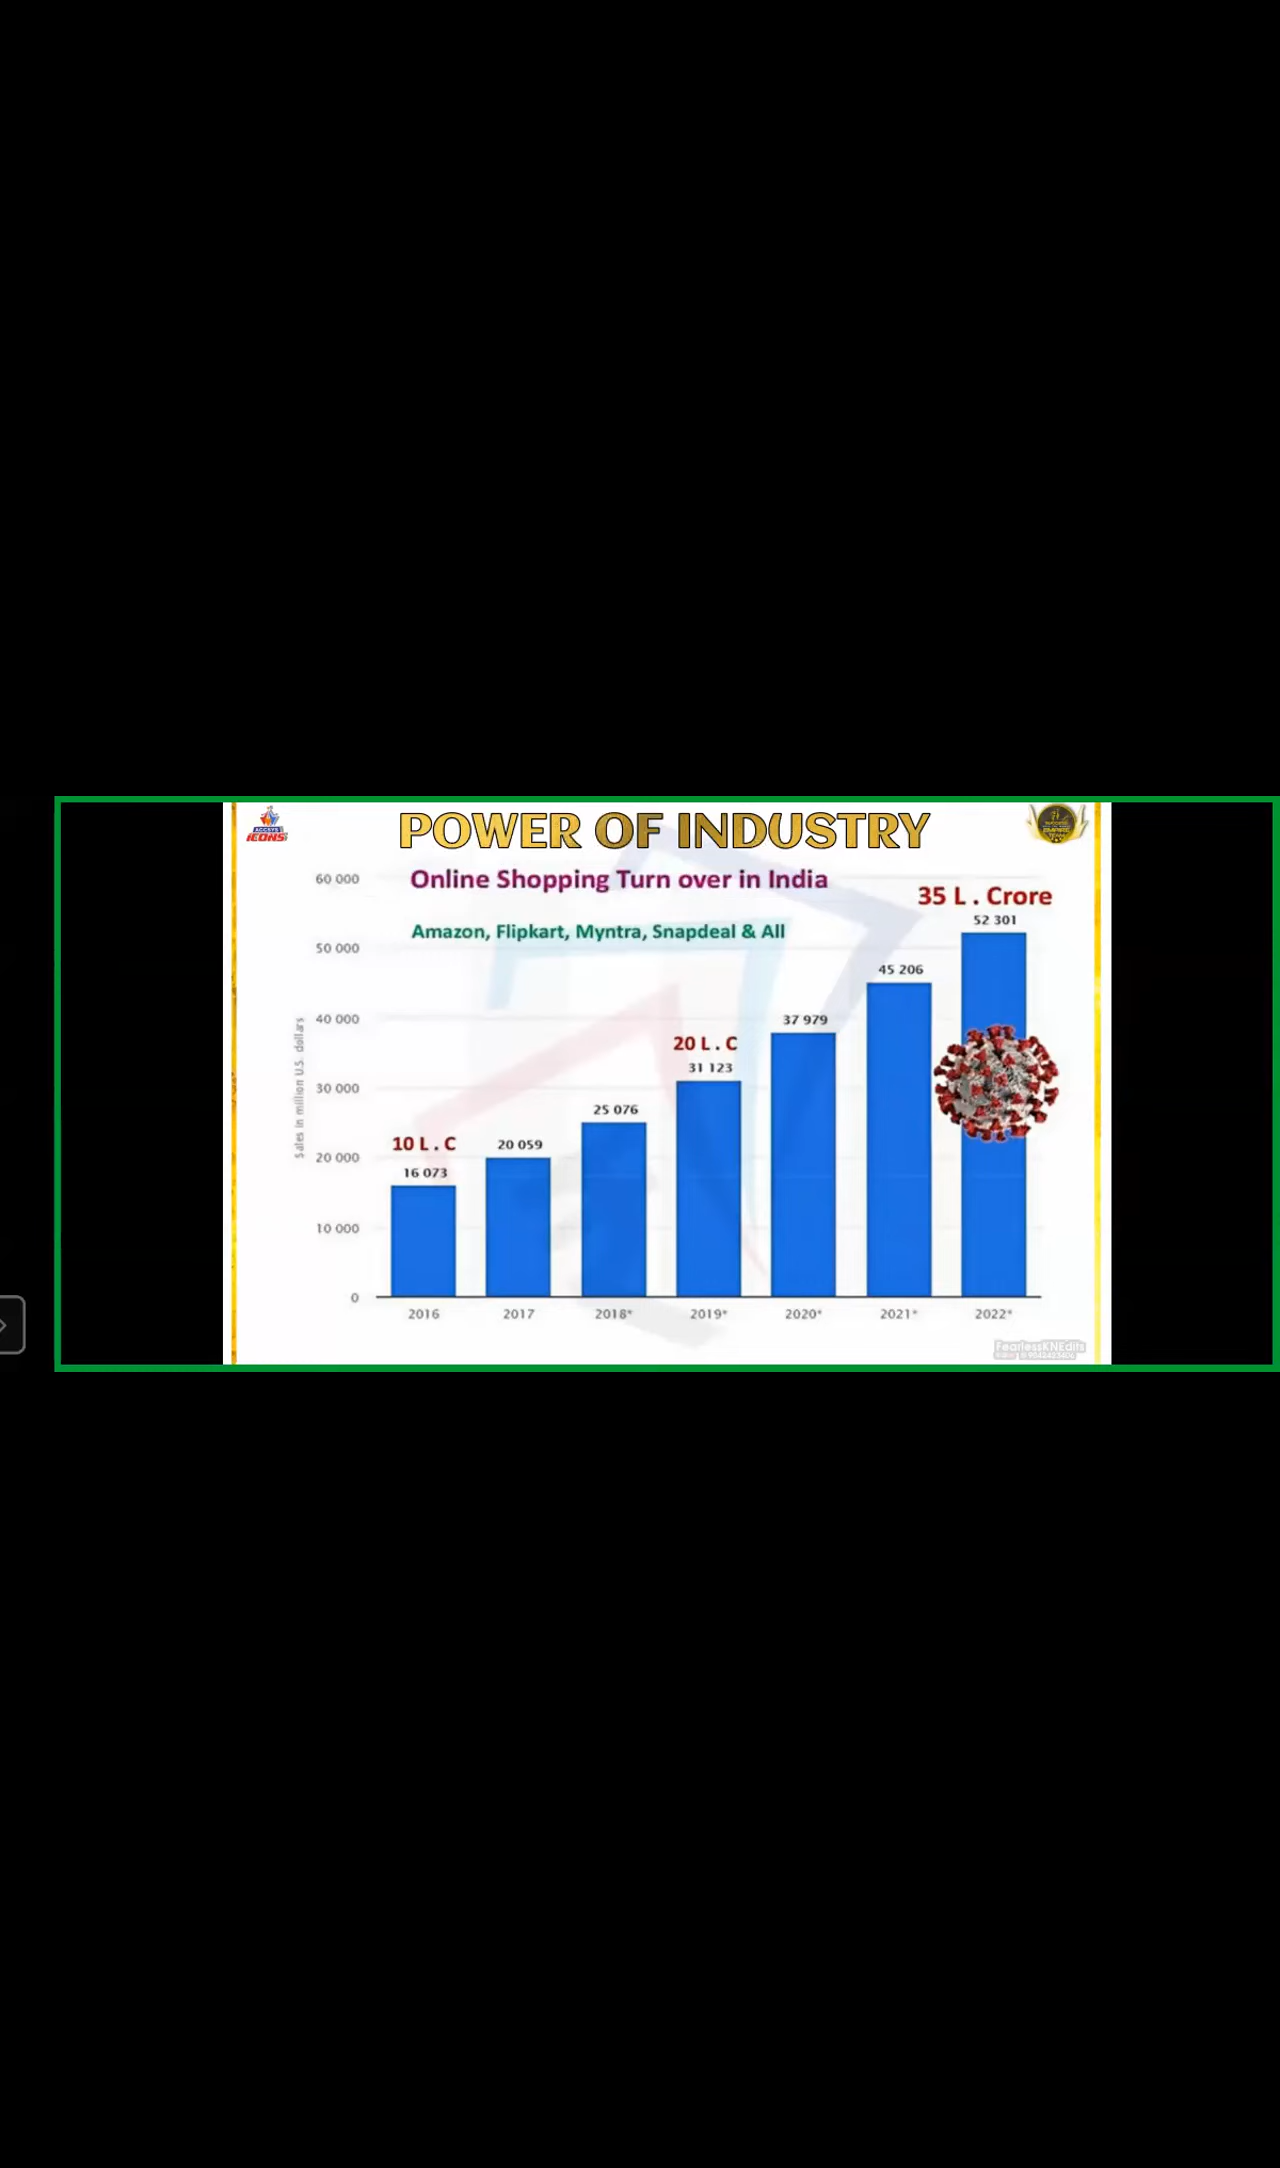 ACCSYS
iCONS
POWER OF INDUSTRY
Online Shopping Turn over in India
Amazon, Flipkart, Myntra, Snapdeal & All
35 L . Crore
52 301
45 206
37 979
20 L . C
31 123
25 076
20 059
10 L . C
16 073
60 000
50 000
40 000
30 000
20 000
10 000
0
Sales in million U.S. dollars
2016 2017 2018* 2019* 2020* 2021* 2022*
FearlessKNEdits